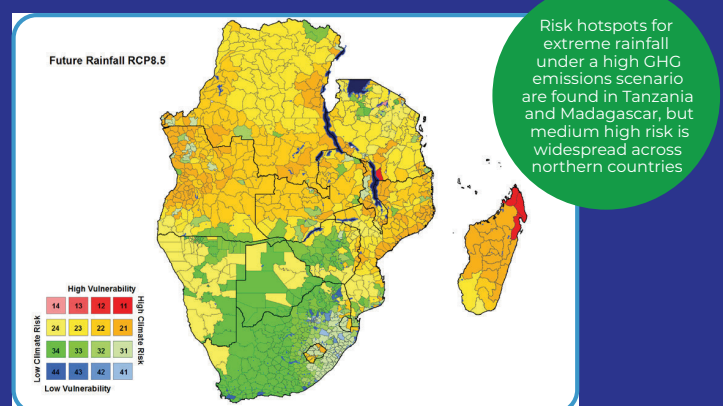 Future Rainfall RCP8.5
Risk hotspots for
extreme rainfall
under a high GHG
emissions scenario
are found in Tanzania
and Madagascar, but
medium high risk is
widespread across
northern countries
High Vulnerability
Low Climate Risk
14 13 12 11
24 23 22 21
34 33 32 31
44 43 42 41
High Climate Risk
Low Vulnerability